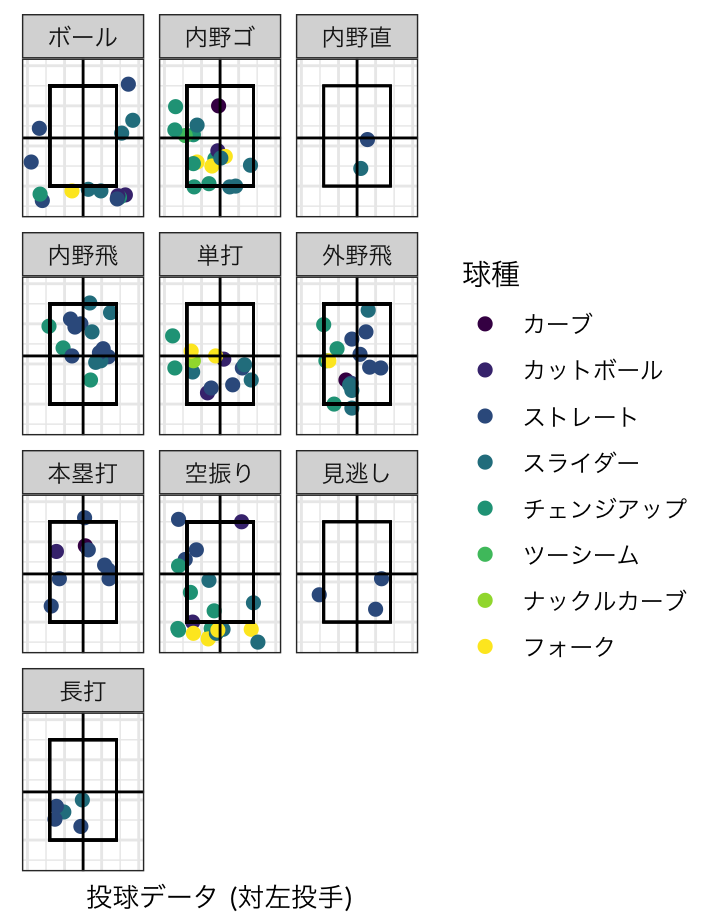 ボール
内野ゴ
内野直
内野飛
単打
外野飛
本塁打
空振り
見逃し
長打
球種
カーブ
カットボール
ストレート
スライダー
チェンジアップ
ツーシーム
ナックルカーブ
フォーク
投球データ (対左投手)